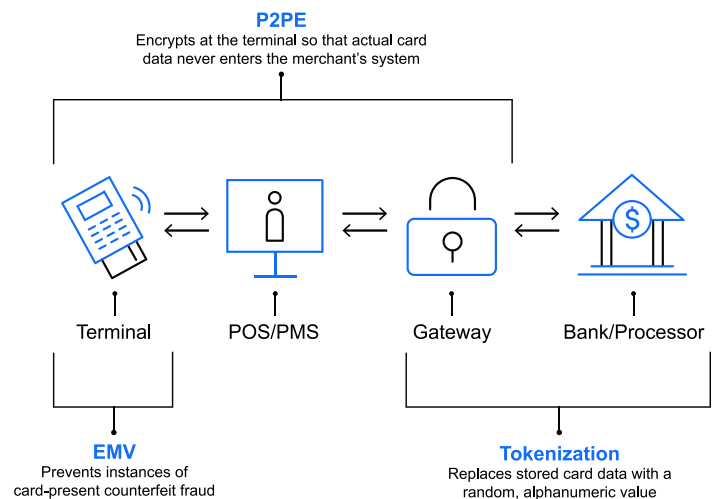 P2PE
Encrypts at the terminal so that actual card
data never enters the merchant's system
$
Terminal
POS/PMS
Gateway
Bank/Processor
EMV
Prevents instances of
card-present counterfeit fraud
Tokenization
Replaces stored card data with a
random, alphanumeric value